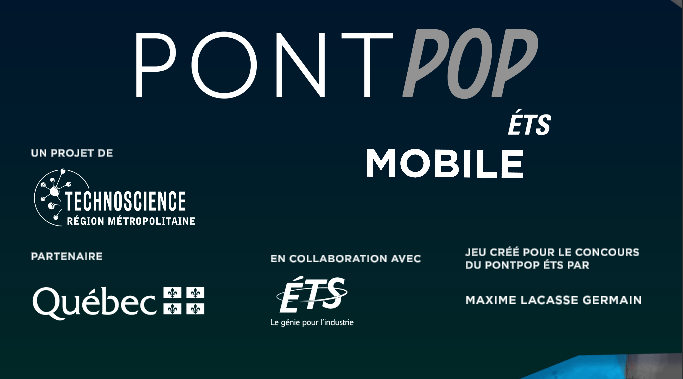 PONTPOP
ÉTS
MOBILE
UN PROJET DE
TECHNOSCIENCE
RÉGION MÉTROPOLITAINE
PARTENAIRE
Québec
EN COLLABORATION AVEC
ÉTS
Le génie pour l'industrie
JEU CRÉÉ POUR LE CONCOURS
DU PONTPOP ÉTS PAR
MAXIME LACASSE GERMAIN